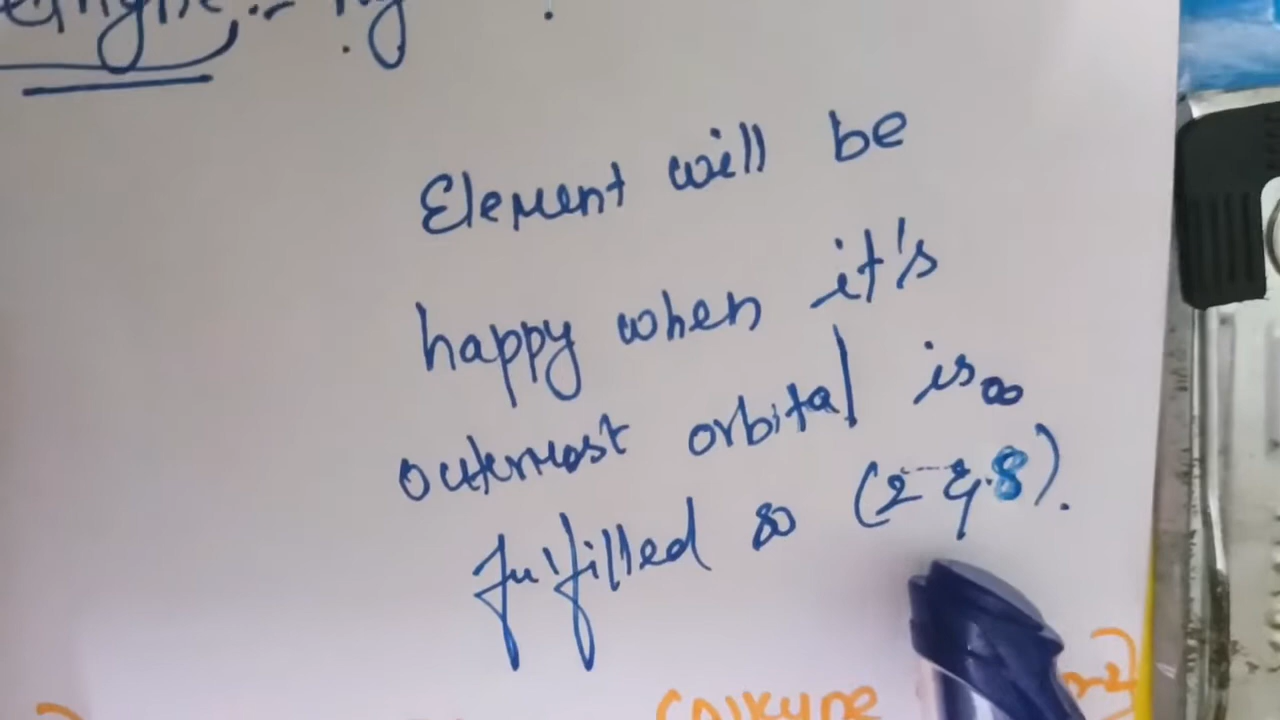 Element will be
happy when it's
outermost orbital is
fulfilled so (2 & 8).